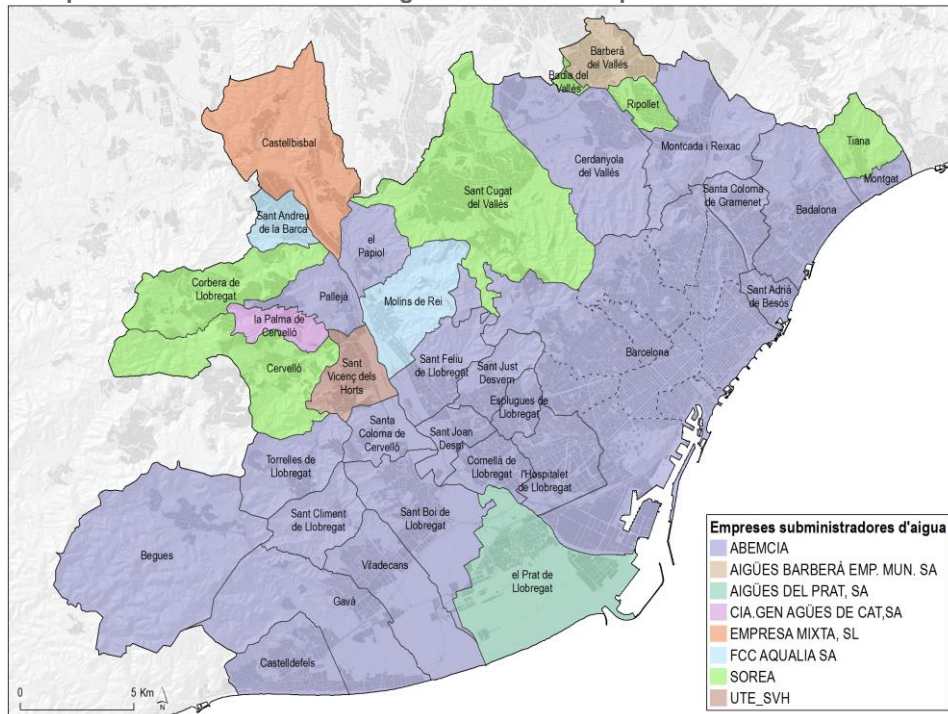 Barberà
del Vallès
Badia del
Vallès
Ripollet
Castellbisbal
Cerdanyola
del Vallès
Montcada i Reixac
Tiana
Montgat
Sant Cugat
del Vallès
Santa Coloma
de Gramenet
Badalona
Sant Andreu
de la Barca
el
Papiol
Corbera de
Llobregat
Pallejà
Molins de Rei
Sant Adrià
de Besòs
la Palma de
Cervelló
Cervelló
Sant
Vicenç dels
Horts
Sant Feliu
de Llobregat
Sant Just
Desvern
Barcelona
Esplugues de
Llobregat
Santa
Coloma de
Cervelló
Sant Joan
Despí
Cornellà de
Llobregat
l'Hospitalet
de Llobregat
Torrelles de
Llobregat
Sant Climent
de Llobregat
Sant Boi de
Llobregat
Begues
Viladecans
el Prat de
Llobregat
Gavà
Castelldefels
0 5 Km
N
Empreses subministradores d'aigua
ABEMCIA
AIGÜES BARBERÀ EMP. MUN. SA
AIGÜES DEL PRAT, SA
CIA.GEN AGÜES DE CAT,SA
EMPRESA MIXTA, SL
FCC AQUALIA SA
SOREA
UTE_SVH